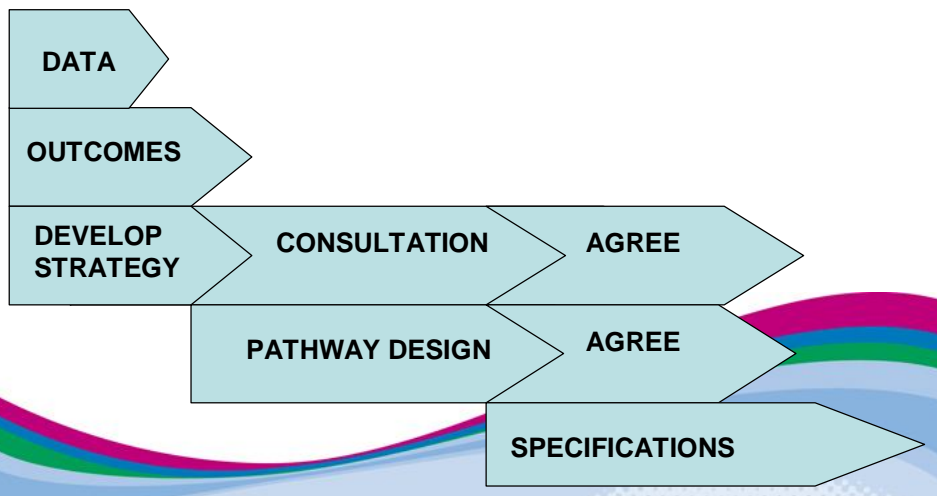 DATA
OUTCOMES
DEVELOP
STRATEGY
CONSULTATION
AGREE
PATHWAY DESIGN
AGREE
SPECIFICATIONS